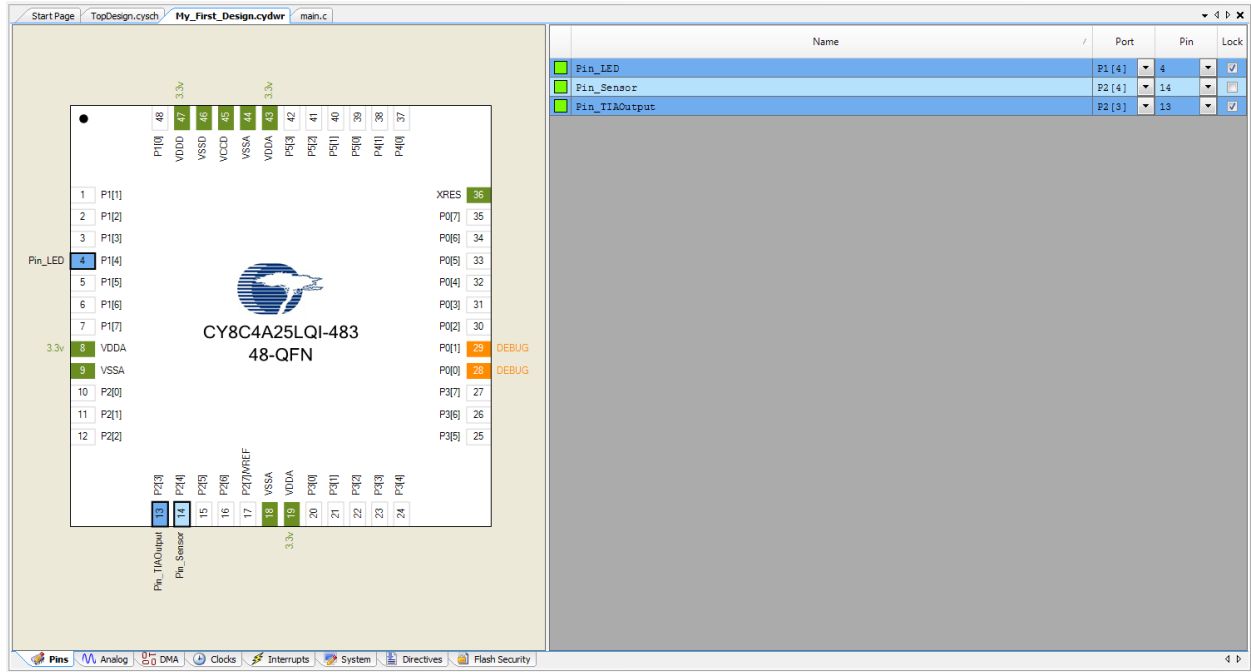 Start Page TopDesign.cysch My_First_Design.cydwr main.c
Name / Port Pin Lock
Pin_LED P1[4] 4
Pin_Sensor P2[4] 14
Pin_TIAOutput P2[3] 13
3.3v 3.3v
48 47 46 45 44 43 42 41 40 39 38 37
P1[0] VDDD VSSD VCCD VSSA VDDA P5[3] P5[2] P5[1] P5[0] P4[1] P4[0]
1 P1[1] XRES 36
2 P1[2] P0[7] 35
3 P1[3] P0[6] 34
Pin_LED 4 P1[4] P0[5] 33
5 P1[5] P0[4] 32
6 P1[6] P0[3] 31
7 P1[7] P0[2] 30
CY8C4A25LQI-483
48-QFN
3.3v 8 VDDA P0[1] 29 DEBUG
9 VSSA P0[0] 28 DEBUG
10 P2[0] P3[7] 27
11 P2[1] P3[6] 26
12 P2[2] P3[5] 25
P2[3] P2[4] P2[5] P2[6] P2[7]/VREF VSSA VDDA P3[0] P3[1] P3[2] P3[3] P3[4]
13 14 15 16 17 18 19 20 21 22 23 24
Pin_TIAOutput Pin_Sensor 3.3v
Pins Analog DMA Clocks Interrupts System Directives Flash Security